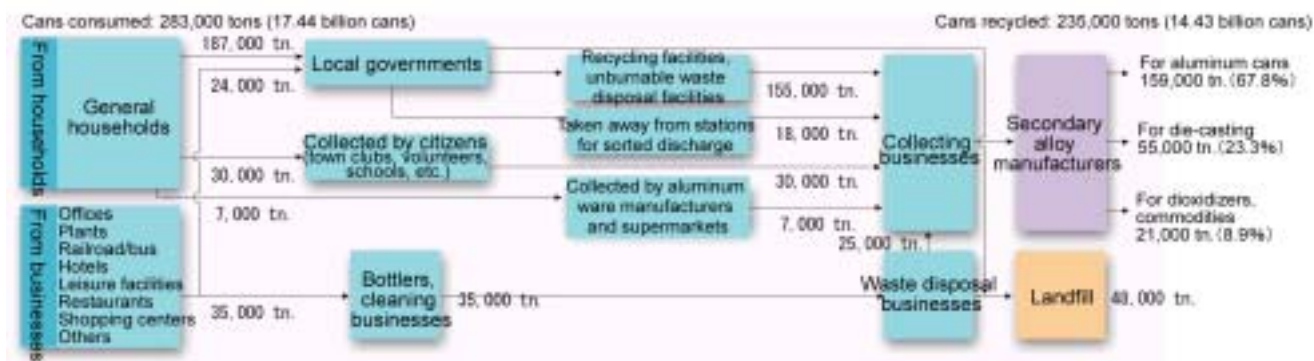 Cans consumed: 283,000 tons (17.44 billion cans)
Cans recycled: 235,000 tons (14.43 billion cans)
From households
General
households
187,000 tn.
24,000 tn.
Local governments
Recycling facilities,
unburnable waste
disposal facilities
155,000 tn.
Taken away from stations
for sorted discharge
18,000 tn.
Collected by citizens
(town clubs, volunteers,
schools, etc.)
30,000 tn.
30,000 tn.
Collected by aluminum
ware manufacturers
and supermarkets
7,000 tn.
7,000 tn.
Collecting
businesses
25,000 tn.
Secondary
alloy
manufacturers
For aluminum cans
159,000 tn.(67.8%)
For die-casting
55,000 tn.(23.3%)
For dioxidizers,
commodities
21,000 tn.(8.9%)
From businesses
Offices
Plants
Railroad/bus
Hotels
Leisure facilities
Restaurants
Shopping centers
Others
35,000 tn.
Bottlers,
cleaning
businesses
35,000 tn.
Waste disposal
businesses
Landfill
48,000 tn.